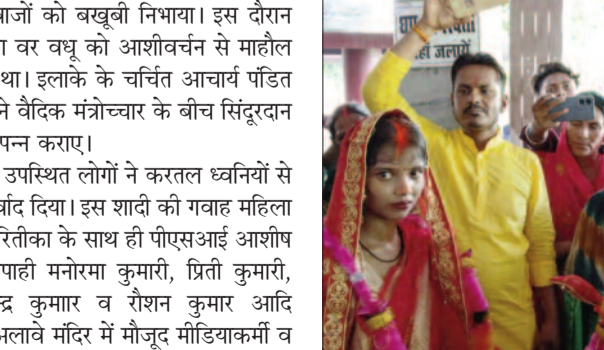 बाजों को बखूबी निभाया। इस दौरान
वर वधू को आशीवर्चन से माहौल
था। इलाके के चर्चित आचार्य पंडित
ने वैदिक मंत्रोच्चार के बीच सिंदूरदान
पन्न कराए।
उपस्थित लोगों ने करतल ध्वनियों से
र्वाद दिया। इस शादी की गवाह महिला
रितीका के साथ ही पीएसआई आशीष
पाही मनोरमा कुमारी, प्रिती कुमारी,
न्द्र कुमाार व रौशन कुमार आदि
अलावे मंदिर में मौजूद मीडियाकर्मी व
जलायें